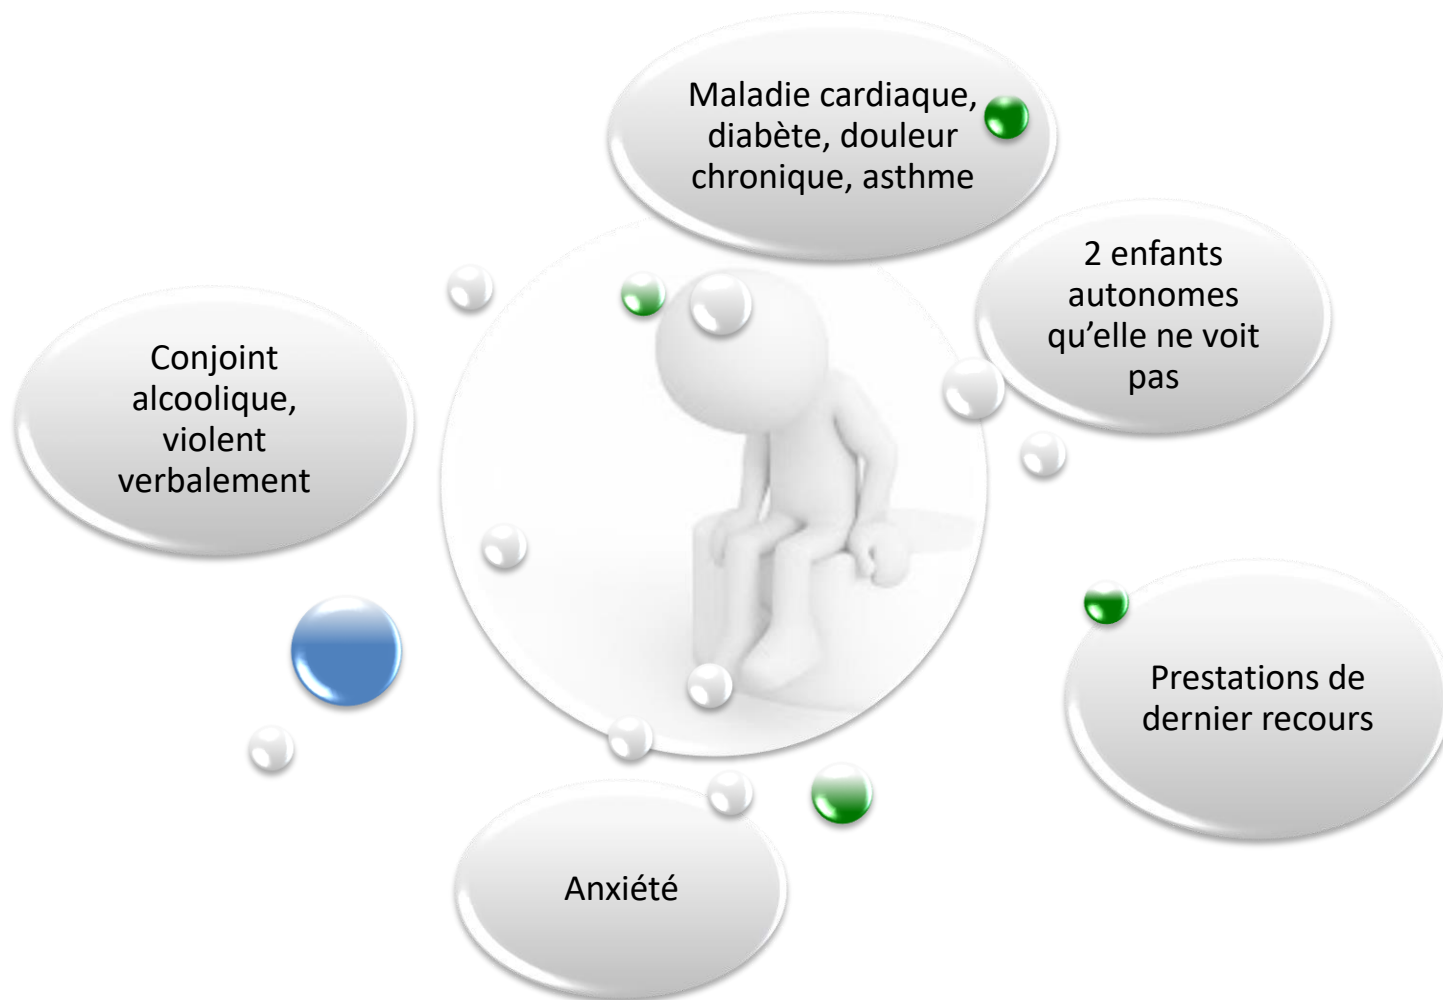 Maladie cardiaque,
diabète, douleur
chronique, asthme
2 enfants
autonomes
qu’elle ne voit
pas
Conjoint
alcoolique,
violent
verbalement
Prestations de
dernier recours
Anxiété